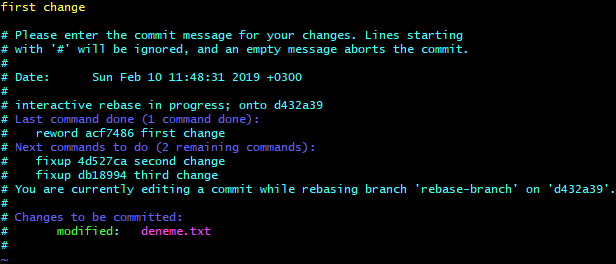 first change

# Please enter the commit message for your changes. Lines starting
# with '#' will be ignored, and an empty message aborts the commit.
#
# Date:      Sun Feb 10 11:48:31 2019 +0300
#
# interactive rebase in progress; onto d432a39
# Last command done (1 command done):
#    reword acf7486 first change
# Next commands to do (2 remaining commands):
#    fixup 4d527ca second change
#    fixup db18994 third change
# You are currently editing a commit while rebasing branch 'rebase-branch' on 'd432a39'.
#
# Changes to be committed:
#       modified:   deneme.txt
#
~